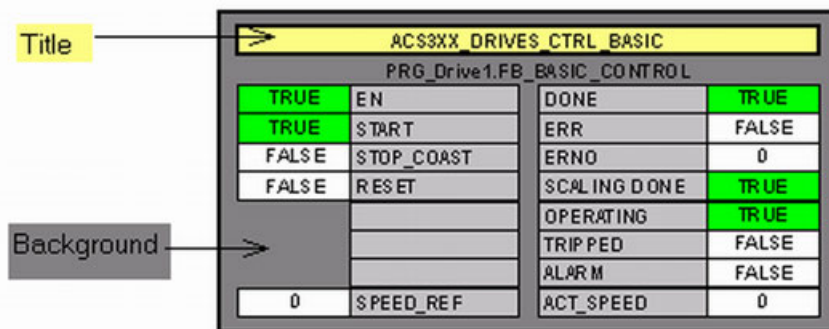 Title
ACS3XX_DRIVES_CTRL_BASIC
PRG_Drive1.FB_BASIC_CONTROL
TRUE EN DONE TRUE
TRUE START ERR FALSE
FALSE STOP_COAST ERNO 0
FALSE RESET SCALING DONE TRUE
OPERATING TRUE
Background
TRIPPED FALSE
ALARM FALSE
0 SPEED_REF ACT_SPEED 0